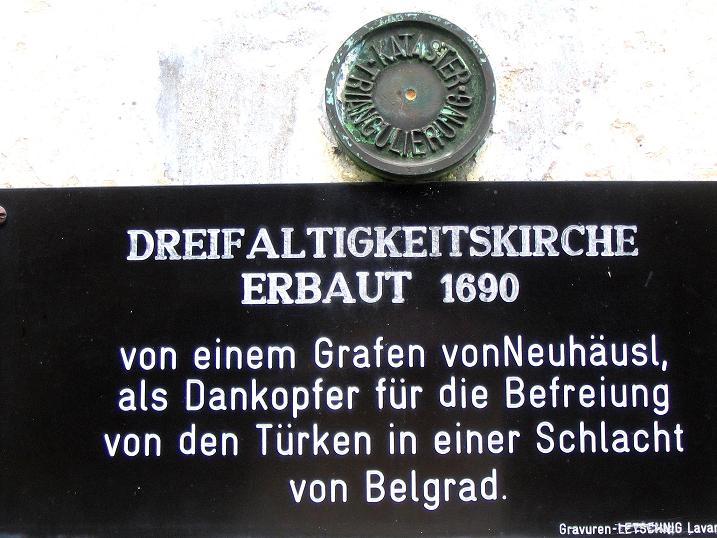 KATASTER
TRIANGULIERUNG
DREIFALTIGKEITSKIRCHE
ERBAUT 1690
von einem Grafen vonNeuhäusl,
als Dankopfer für die Befreiung
von den Türken in einer Schlacht
von Belgrad.
Gravuren-LETSCHNIG